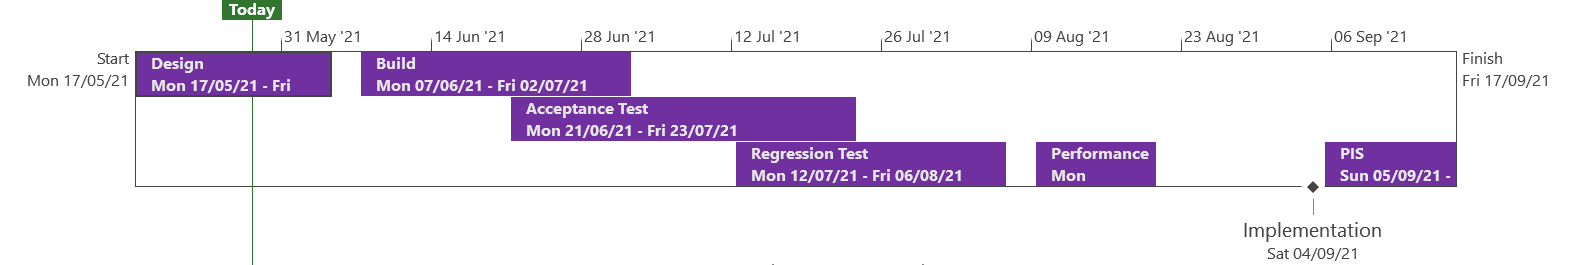 Today
31 May '21
14 Jun '21
28 Jun '21
12 Jul '21
26 Jul '21
09 Aug '21
23 Aug '21
06 Sep '21
Start
Mon 17/05/21
Finish
Fri 17/09/21
Design
Mon 17/05/21 - Fri
Build
Mon 07/06/21 - Fri 02/07/21
Acceptance Test
Mon 21/06/21 - Fri 23/07/21
Regression Test
Mon 12/07/21 - Fri 06/08/21
Performance
Mon
PIS
Sun 05/09/21 -
Implementation
Sat 04/09/21